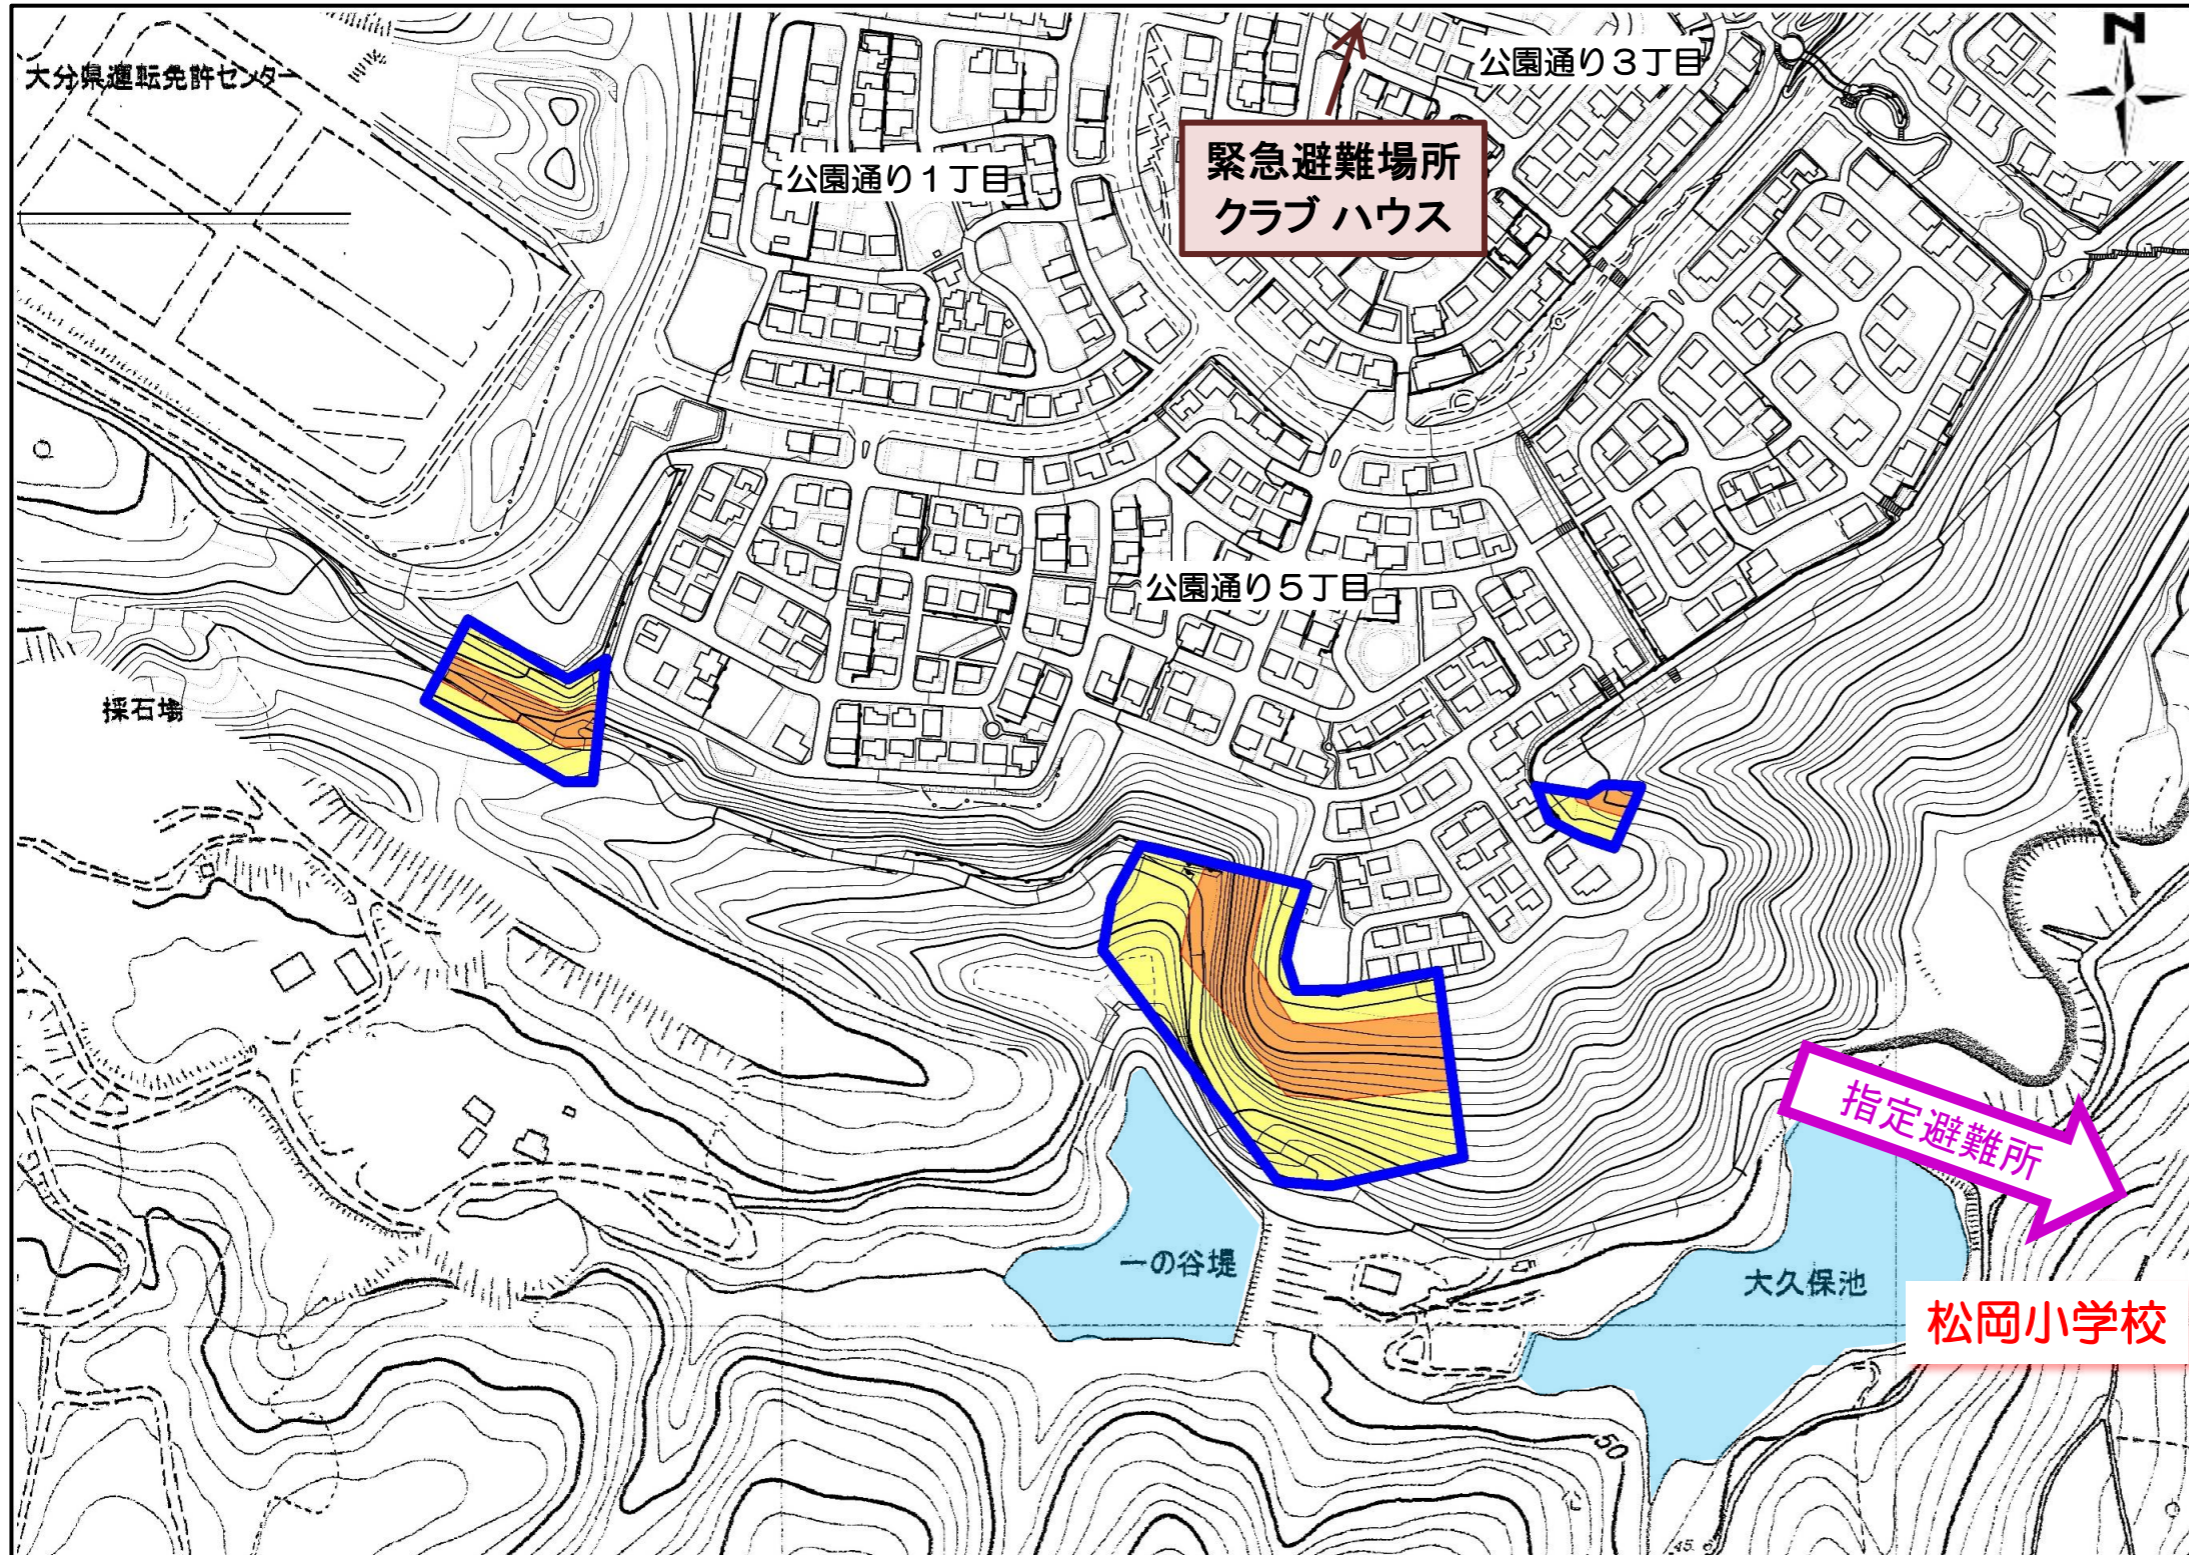 N
大分県運転免許センター
公園通り３丁目
緊急避難場所
クラブ ハウス
公園通り１丁目
公園通り５丁目
採石場
指定避難所
一の谷堤
大久保池
松岡小学校
50